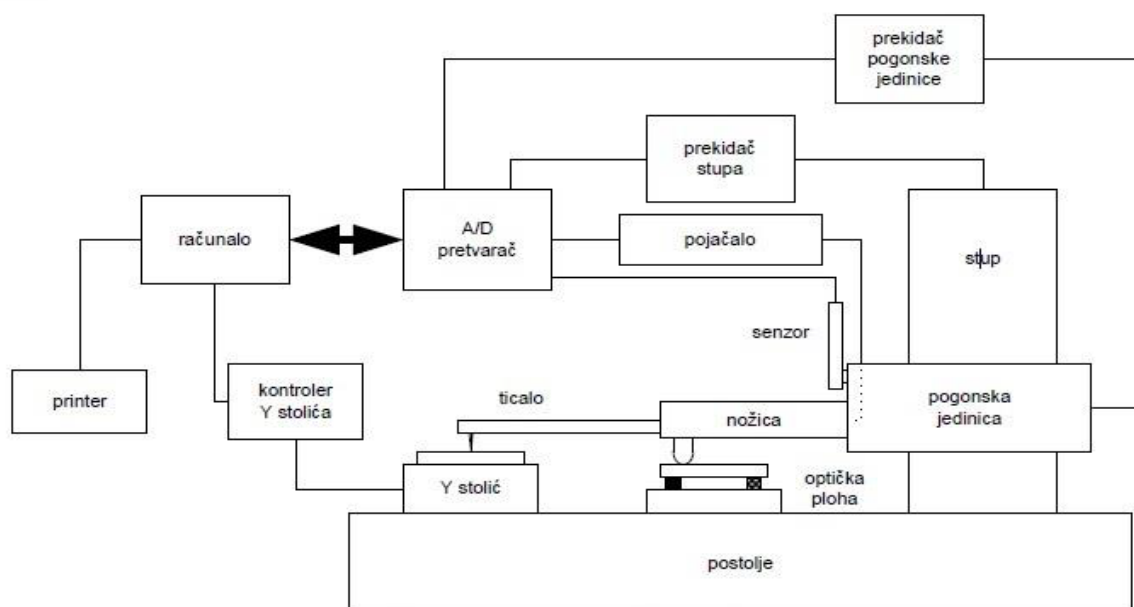 prekidač
pogonske
jedinice
prekidač
stupa
računalo
A/D
pretvarač
pojačalo
stup
senzor
printer
kontroler
Y stolića
ticalo
nožica
pogonska
jedinica
Y stolić
optička
ploha
postolje